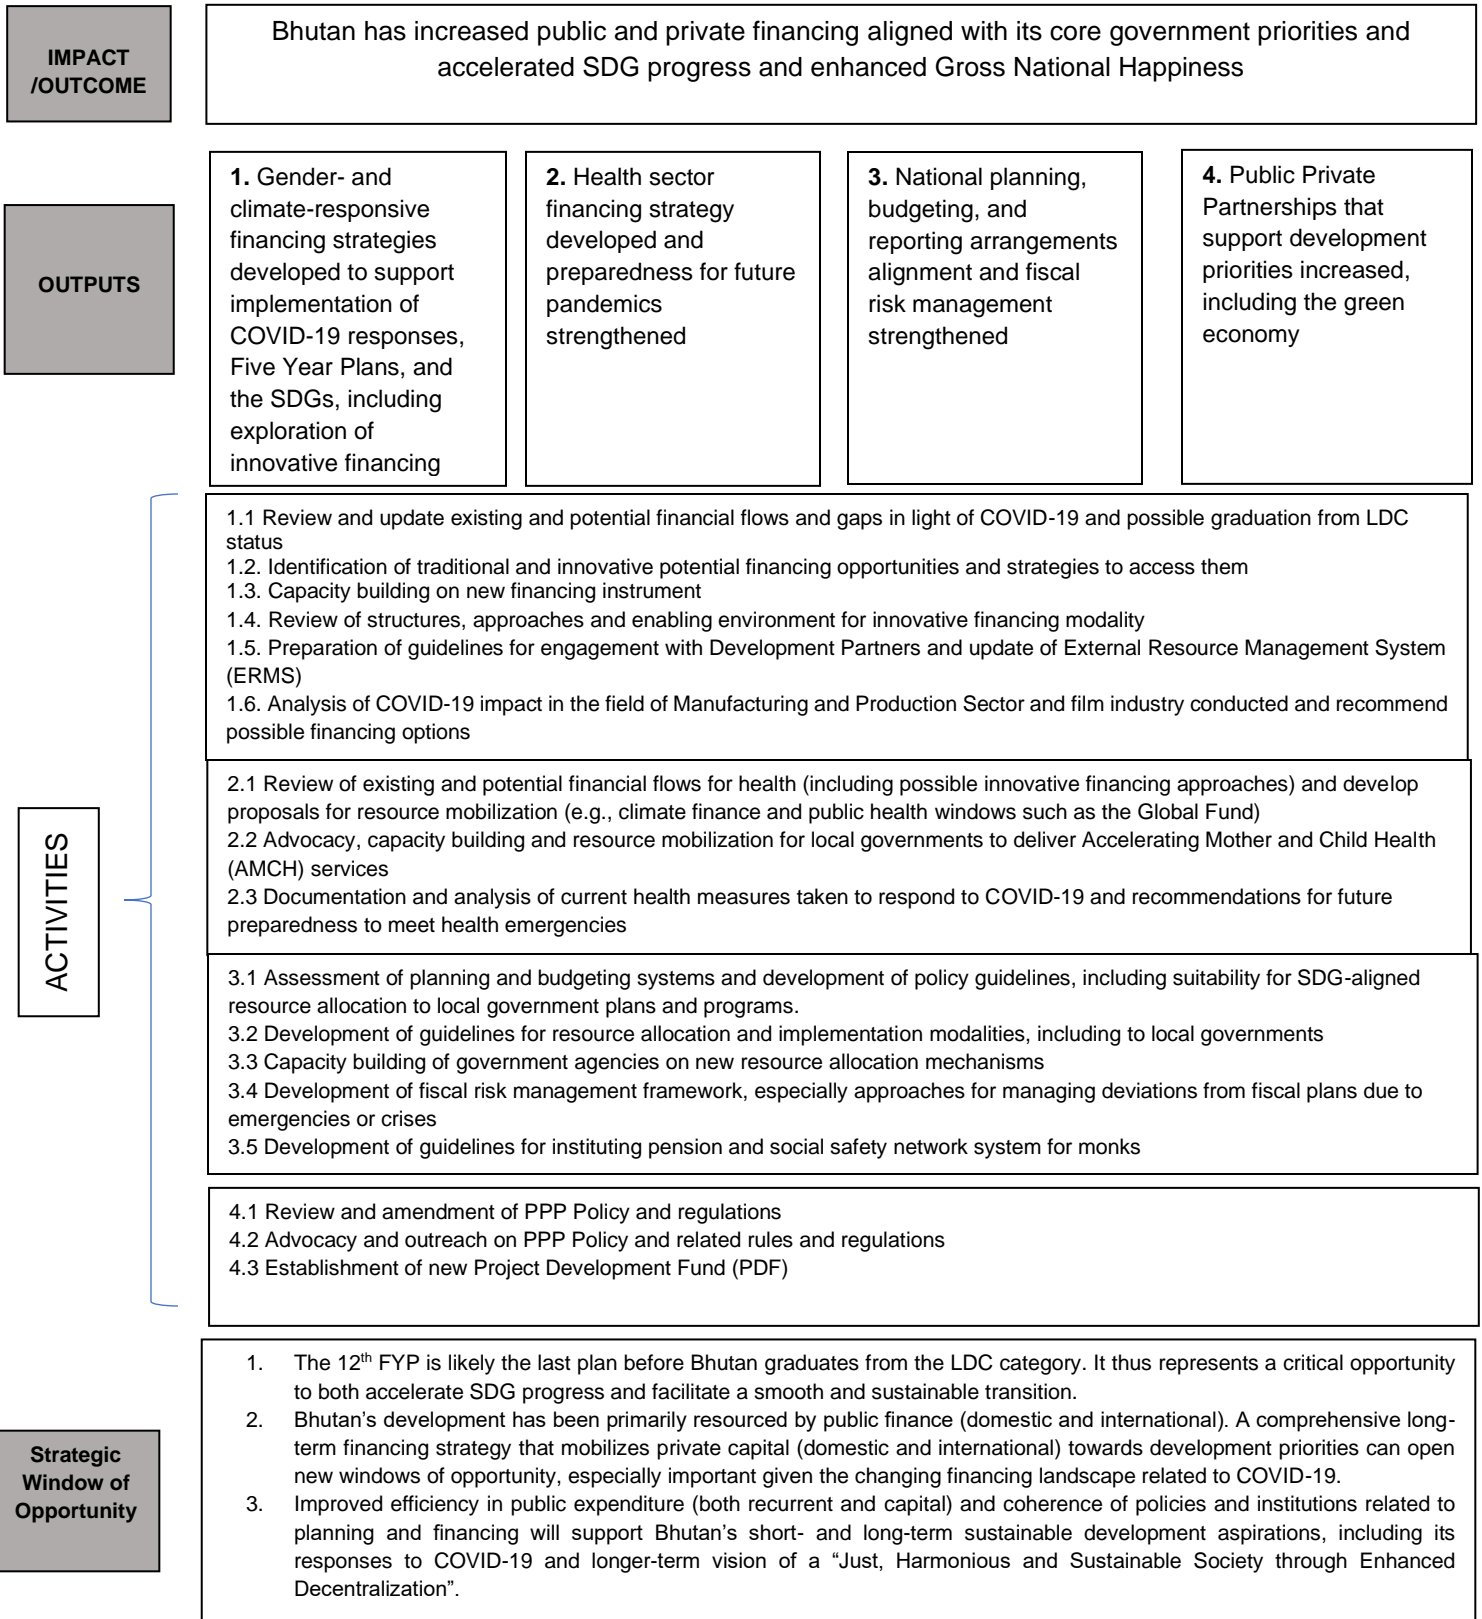 IMPACT
/OUTCOME
Bhutan has increased public and private financing aligned with its core government priorities and
accelerated SDG progress and enhanced Gross National Happiness
OUTPUTS
1. Gender- and
climate-responsive
financing strategies
developed to support
implementation of
COVID-19 responses,
Five Year Plans, and
the SDGs, including
exploration of
innovative financing
2. Health sector
financing strategy
developed and
preparedness for future
pandemics
strengthened
3. National planning,
budgeting, and
reporting arrangements
alignment and fiscal
risk management
strengthened
4. Public Private
Partnerships that
support development
priorities increased,
including the green
economy
ACTIVITIES
1.1 Review and update existing and potential financial flows and gaps in light of COVID-19 and possible graduation from LDC
status
1.2. Identification of traditional and innovative potential financing opportunities and strategies to access them
1.3. Capacity building on new financing instrument
1.4. Review of structures, approaches and enabling environment for innovative financing modality
1.5. Preparation of guidelines for engagement with Development Partners and update of External Resource Management System
(ERMS)
1.6. Analysis of COVID-19 impact in the field of Manufacturing and Production Sector and film industry conducted and recommend
possible financing options
2.1 Review of existing and potential financial flows for health (including possible innovative financing approaches) and develop
proposals for resource mobilization (e.g., climate finance and public health windows such as the Global Fund)
2.2 Advocacy, capacity building and resource mobilization for local governments to deliver Accelerating Mother and Child Health
(AMCH) services
2.3 Documentation and analysis of current health measures taken to respond to COVID-19 and recommendations for future
preparedness to meet health emergencies
3.1 Assessment of planning and budgeting systems and development of policy guidelines, including suitability for SDG-aligned
resource allocation to local government plans and programs.
3.2 Development of guidelines for resource allocation and implementation modalities, including to local governments
3.3 Capacity building of government agencies on new resource allocation mechanisms
3.4 Development of fiscal risk management framework, especially approaches for managing deviations from fiscal plans due to
emergencies or crises
3.5 Development of guidelines for instituting pension and social safety network system for monks
4.1 Review and amendment of PPP Policy and regulations
4.2 Advocacy and outreach on PPP Policy and related rules and regulations
4.3 Establishment of new Project Development Fund (PDF)
Strategic
Window of
Opportunity
1. The 12th FYP is likely the last plan before Bhutan graduates from the LDC category. It thus represents a critical opportunity
to both accelerate SDG progress and facilitate a smooth and sustainable transition.
2. Bhutan’s development has been primarily resourced by public finance (domestic and international). A comprehensive long-
term financing strategy that mobilizes private capital (domestic and international) towards development priorities can open
new windows of opportunity, especially important given the changing financing landscape related to COVID-19.
3. Improved efficiency in public expenditure (both recurrent and capital) and coherence of policies and institutions related to
planning and financing will support Bhutan’s short- and long-term sustainable development aspirations, including its
responses to COVID-19 and longer-term vision of a “Just, Harmonious and Sustainable Society through Enhanced
Decentralization”.